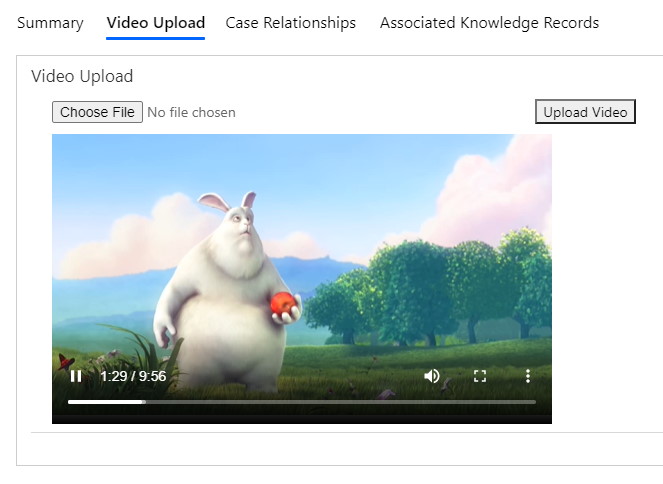 Summary Video Upload Case Relationships Associated Knowledge Records
Video Upload
Choose File No file chosen Upload Video
1:29 / 9:56